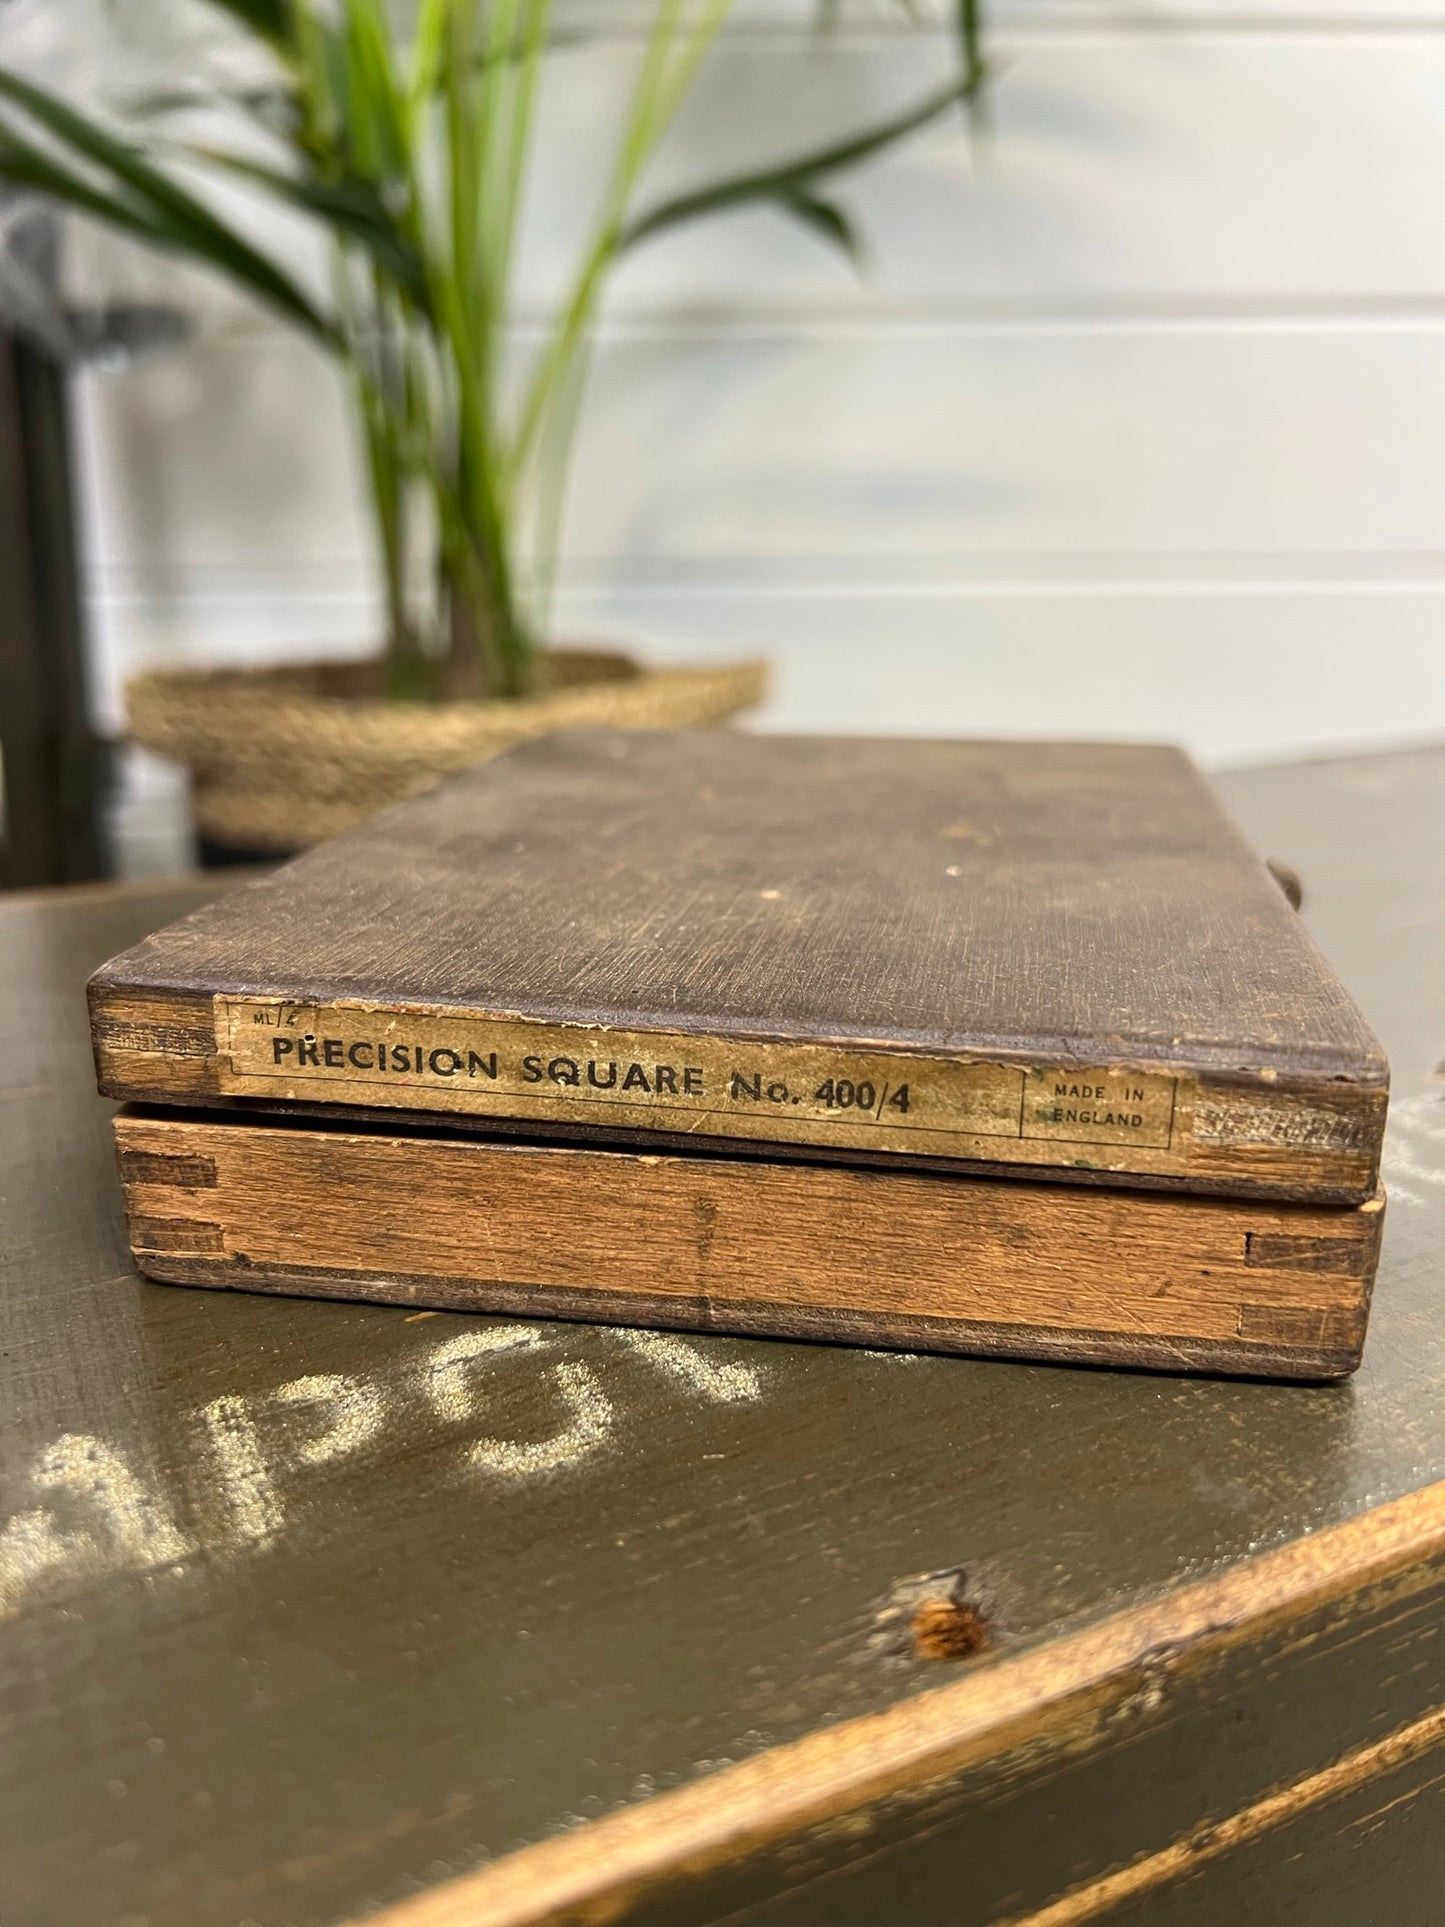 ML/4
PRECISION SQUARE No. 400/4
MADE IN
ENGLAND